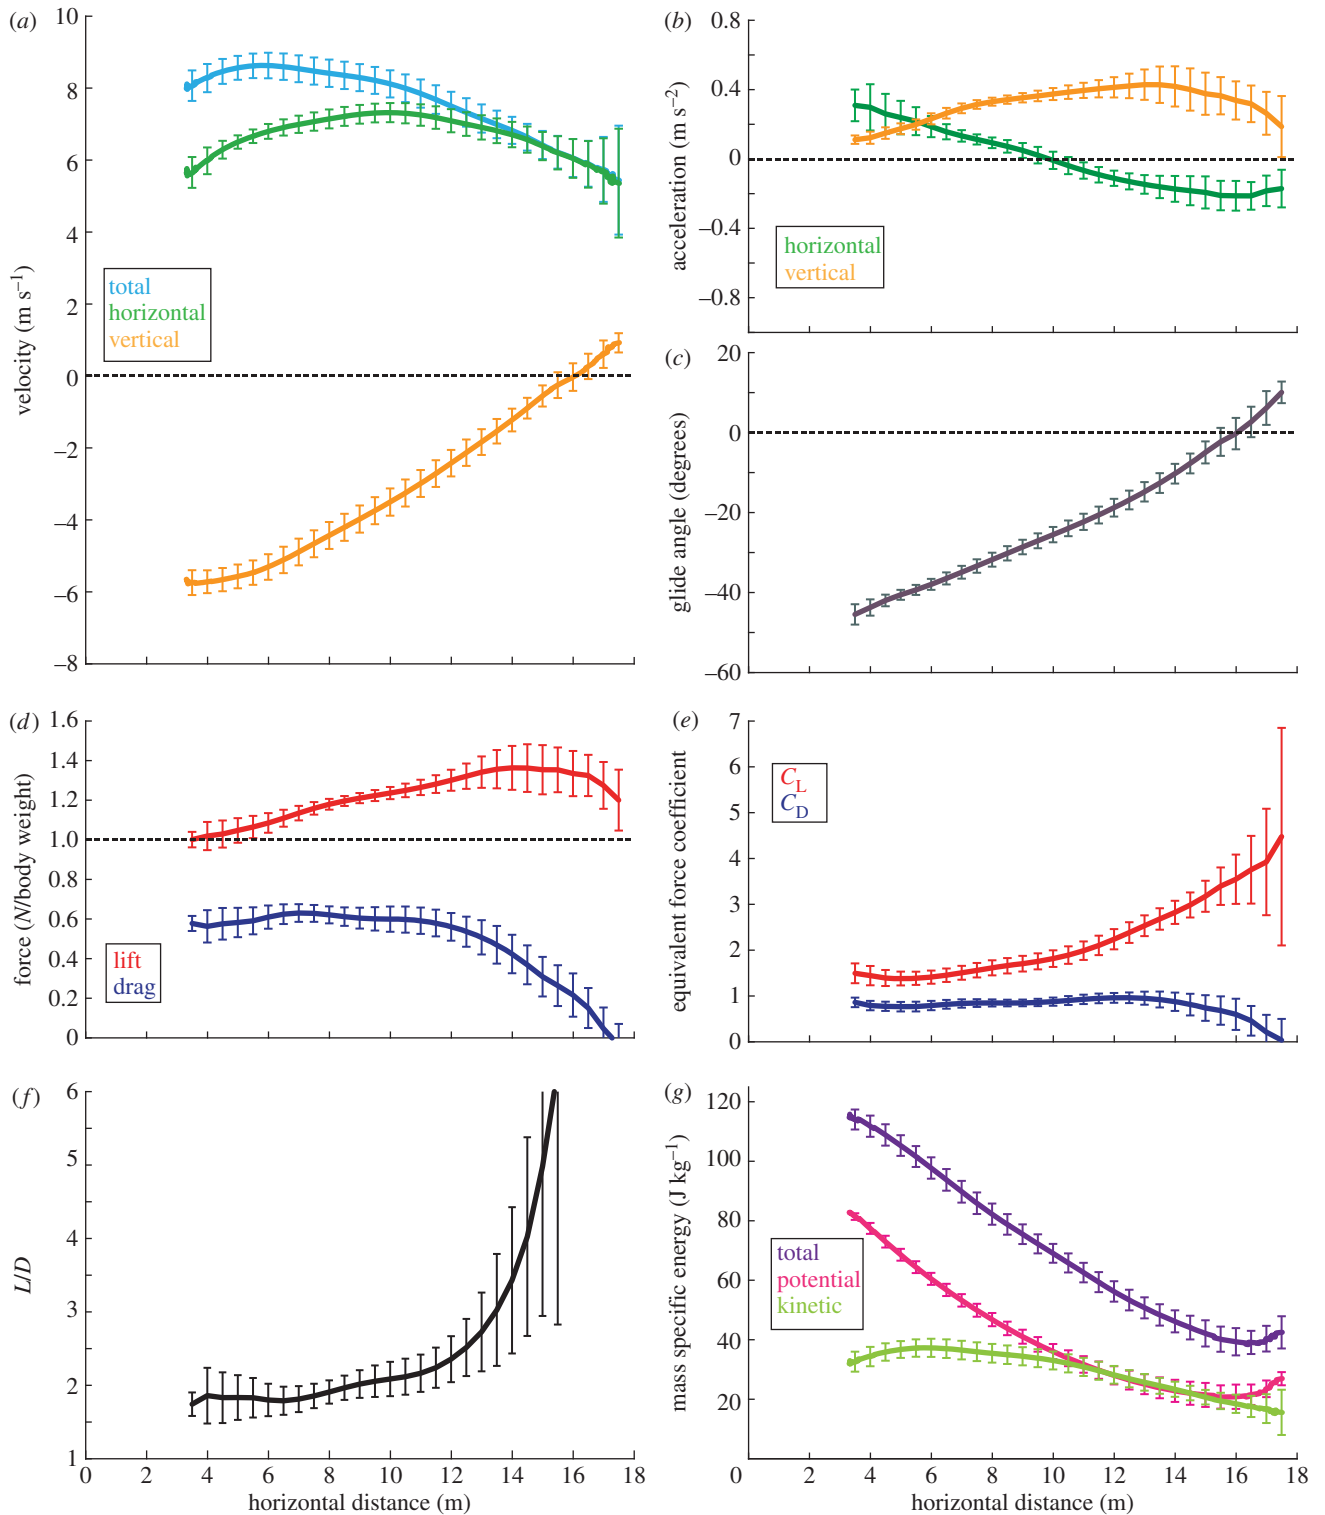 (a)
10
8
6
4
2
0
–2
–4
–6
–8
velocity (m s⁻¹)
total
horizontal
vertical
(b)
0.8
0.4
0
–0.4
–0.8
acceleration (m s⁻²)
horizontal
vertical
(c)
20
0
–20
–40
–60
glide angle (degrees)
(d)
1.6
1.4
1.2
1.0
0.8
0.6
0.4
0.2
0
force (N/body weight)
lift
drag
(e)
7
6
5
4
3
2
1
0
equivalent force coefficient
C_L
C_D
(f)
6
5
4
3
2
1
L/D
0 2 4 6 8 10 12 14 16 18
horizontal distance (m)
(g)
120
100
80
60
40
20
mass specific energy (J kg⁻¹)
total
potential
kinetic
0 2 4 6 8 10 12 14 16 18
horizontal distance (m)